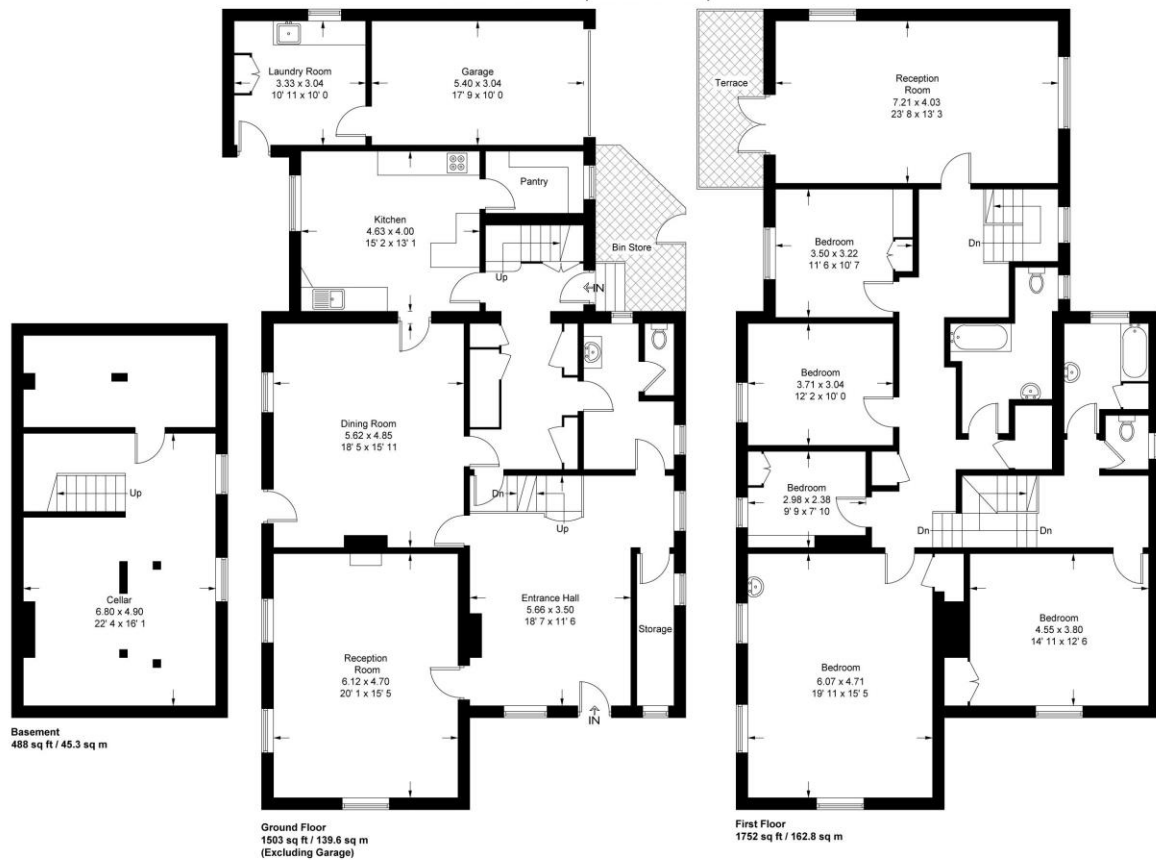 Laundry Room
3.33 x 3.04
10' 11 x 10' 0
Garage
5.40 x 3.04
17' 9 x 10' 0
Pantry
Kitchen
4.63 x 4.00
15' 2 x 13' 1
Up
Bin Store
IN
Dining Room
5.62 x 4.85
18' 5 x 15' 11
Dn
Up
Entrance Hall
5.66 x 3.50
18' 7 x 11' 6
Storage
Reception
Room
6.12 x 4.70
20' 1 x 15' 5
IN
Ground Floor
1503 sq ft / 139.6 sq m
(Excluding Garage)
Up
Cellar
6.80 x 4.90
22' 4 x 16' 1
Basement
488 sq ft / 45.3 sq m
Terrace
Reception
Room
7.21 x 4.03
23' 8 x 13' 3
Bedroom
3.50 x 3.22
11' 6 x 10' 7
Dn
Bedroom
3.71 x 3.04
12' 2 x 10' 0
Bedroom
2.98 x 2.38
9' 9 x 7' 10
Dn
Dn
Bedroom
6.07 x 4.71
19' 11 x 15' 5
Bedroom
4.55 x 3.80
14' 11 x 12' 6
First Floor
1752 sq ft / 162.8 sq m